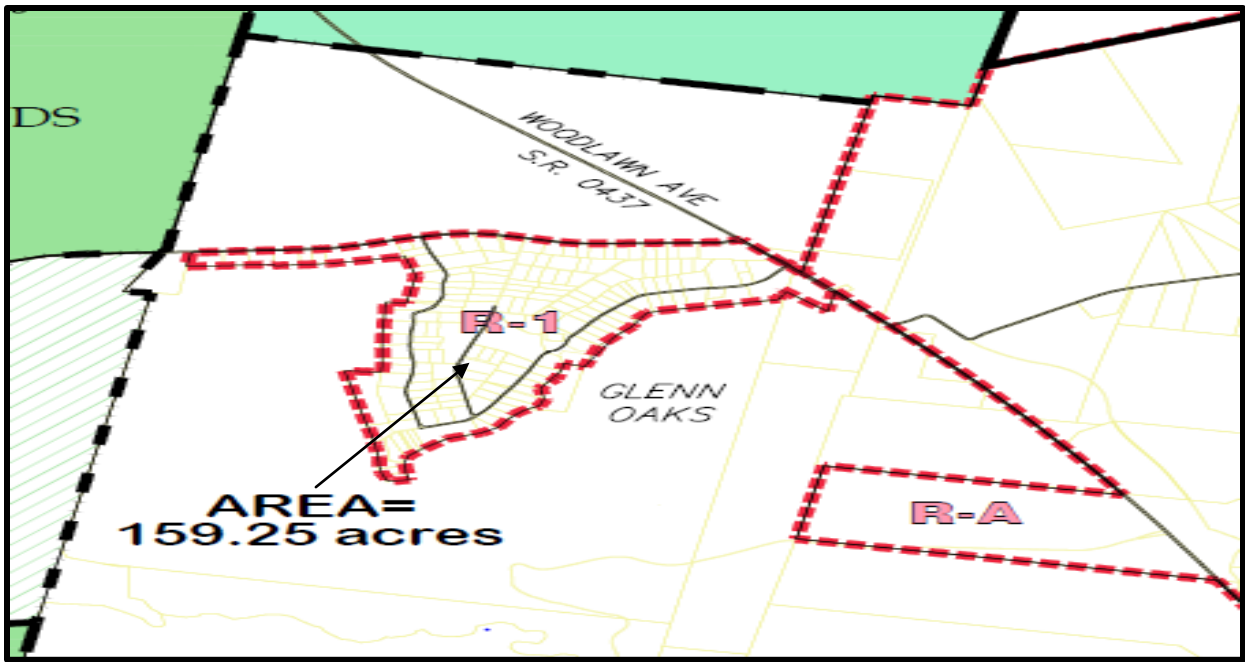 DS
WOODLAWN AVE
S.R. 0437
R-1
GLENN
OAKS
AREA=
159.25 acres
R-A